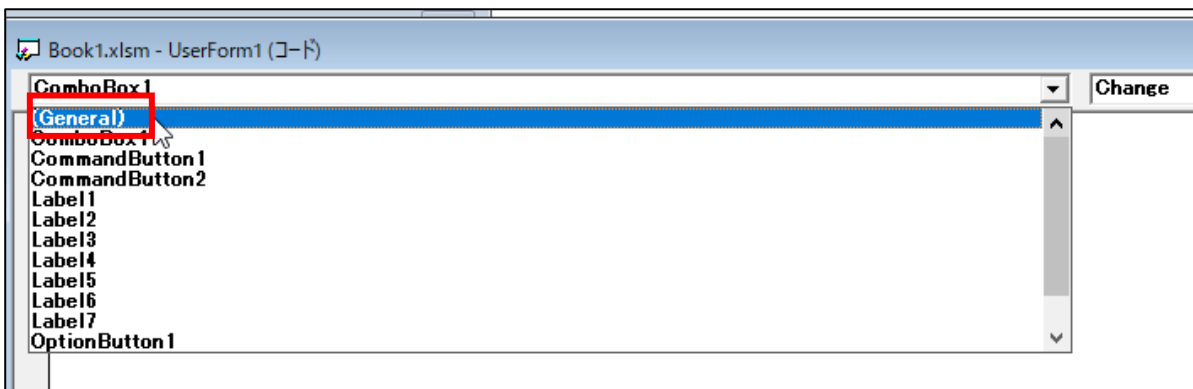 Book1.xlsm - UserForm1 (コード)
ComboBox1 Change
(General)
ComboBox1
CommandButton1
CommandButton2
Label1
Label2
Label3
Label4
Label5
Label6
Label7
OptionButton1